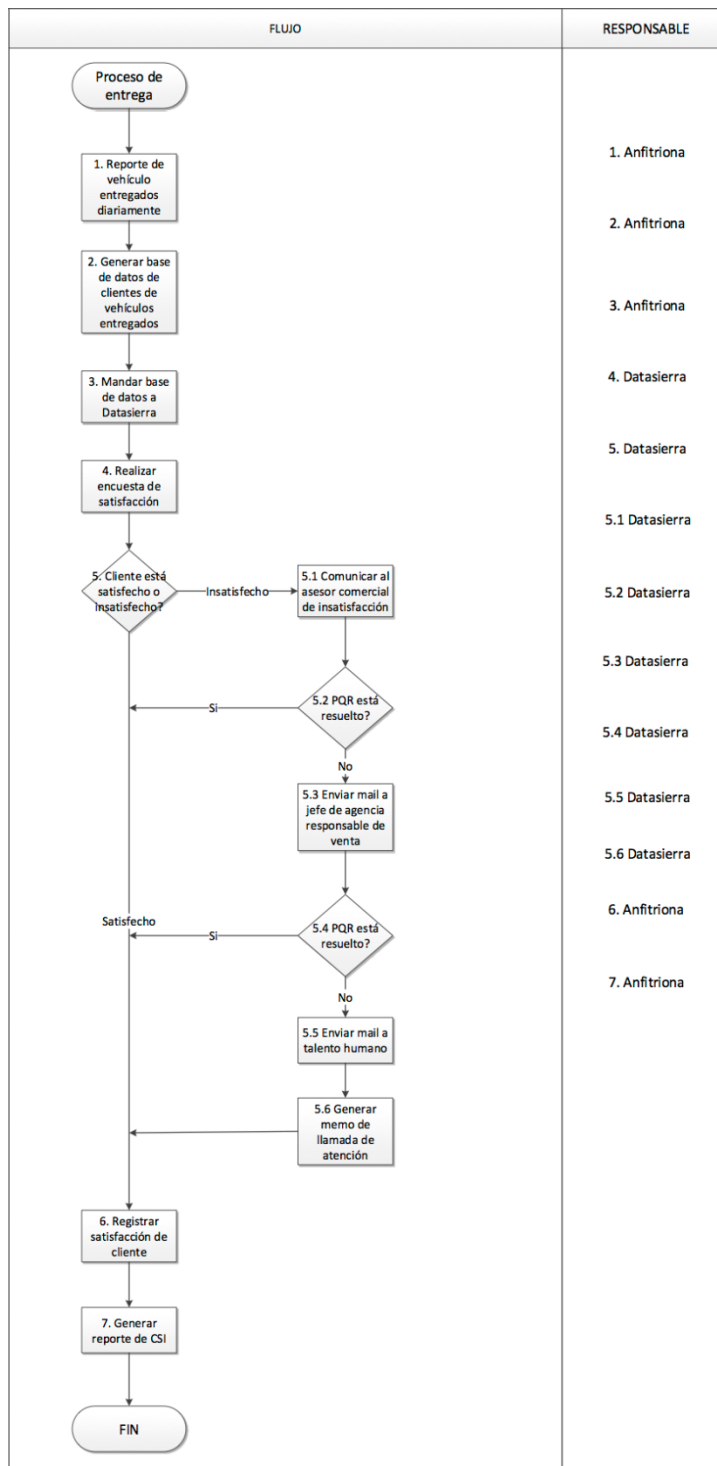 FLUJO
RESPONSABLE
Proceso de
entrega
1. Reporte de
vehículo
entregados
diariamente
2. Generar base
de datos de
clientes de
vehículos
entregados
3. Mandar base
de datos a
Datasierra
4. Realizar
encuesta de
satisfacción
5. Cliente está
satisfecho o
insatisfecho?
Insatisfecho
5.1 Comunicar al
asesor comercial
de insatisfacción
5.2 PQR está
resuelto?
Si
No
5.3 Enviar mail a
jefe de agencia
responsable de
venta
Satisfecho
5.4 PQR está
resuelto?
Si
No
5.5 Enviar mail a
talento humano
5.6 Generar
memo de
llamada de
atención
6. Registrar
satisfacción de
cliente
7. Generar
reporte de CSI
FIN
1. Anfitriona
2. Anfitriona
3. Anfitriona
4. Datasierra
5. Datasierra
5.1 Datasierra
5.2 Datasierra
5.3 Datasierra
5.4 Datasierra
5.5 Datasierra
5.6 Datasierra
6. Anfitriona
7. Anfitriona